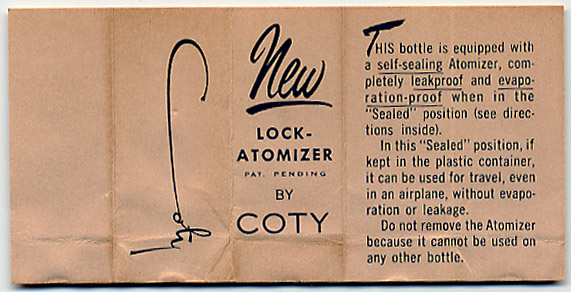 Coty
New
LOCK-
ATOMIZER
PAT. PENDING
BY
COTY
THIS bottle is equipped with
a self-sealing Atomizer, com-
pletely leakproof and evapo-
ration-proof when in the
"Sealed" position (see direc-
tions inside).
In this "Sealed" position, if
kept in the plastic container,
it can be used for travel, even
in an airplane, without evapo-
ration or leakage.
Do not remove the Atomizer
because it cannot be used on
any other bottle.